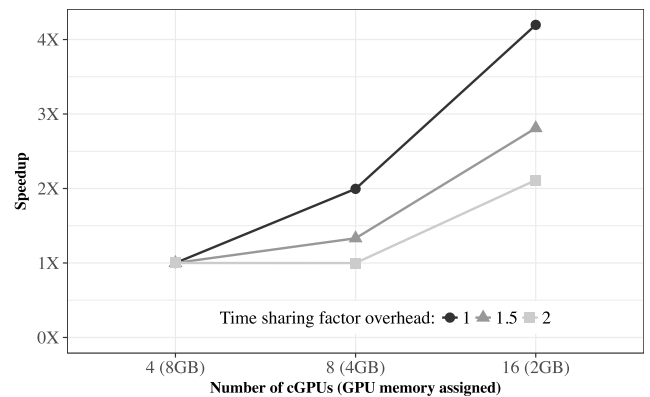 4X
3X
2X
1X
0X
Speedup
Time sharing factor overhead: 1 1.5 2
4 (8GB) 8 (4GB) 16 (2GB)
Number of cGPUs (GPU memory assigned)